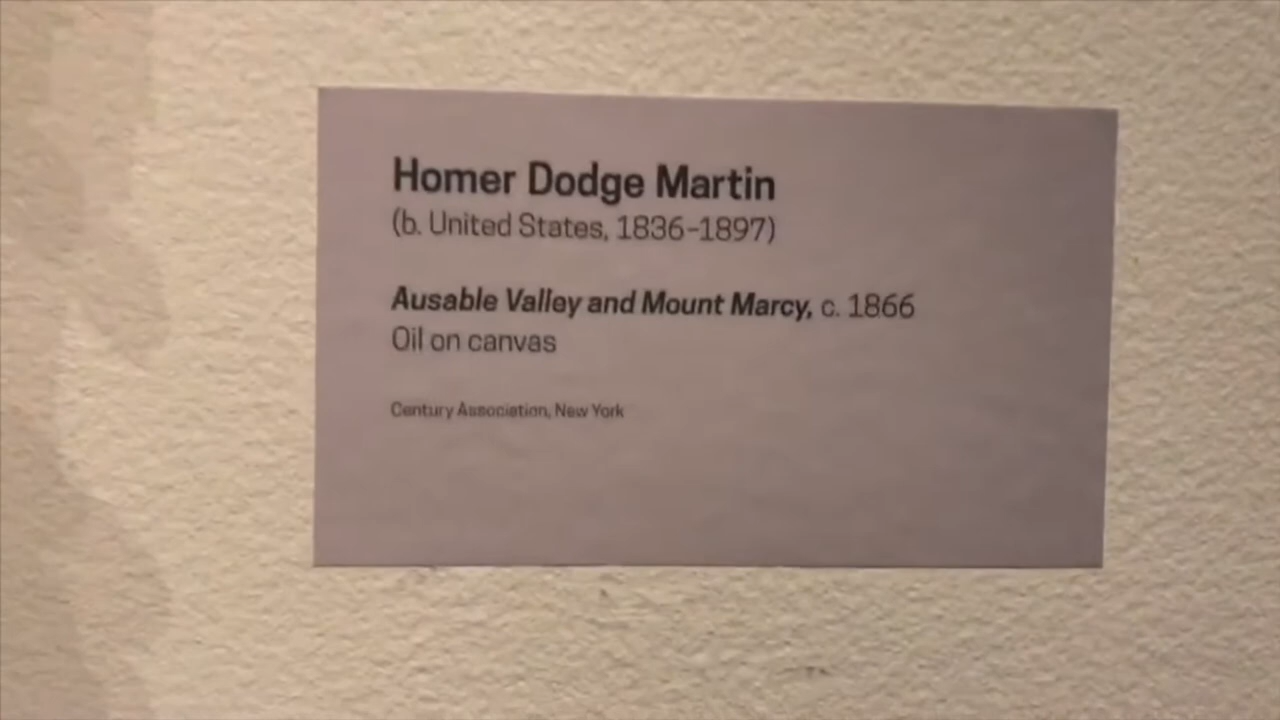 Homer Dodge Martin
(b. United States, 1836–1897)
Ausable Valley and Mount Marcy, c. 1866
Oil on canvas
Century Association, New York